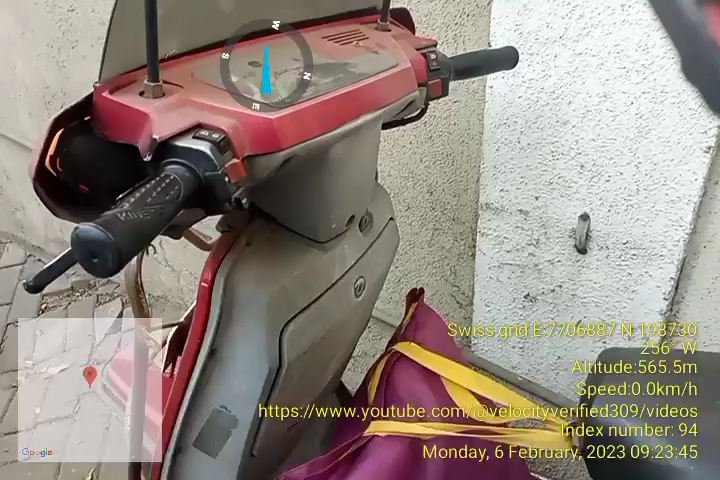 W
S
N
E
Swiss grid E:7706887 N:193730
256° W
Altitude:565.5m
Speed:0.0km/h
https://www.youtube.com/@velocityverified309/videos
Index number: 94
Monday, 6 February, 2023 09:23:45
Google